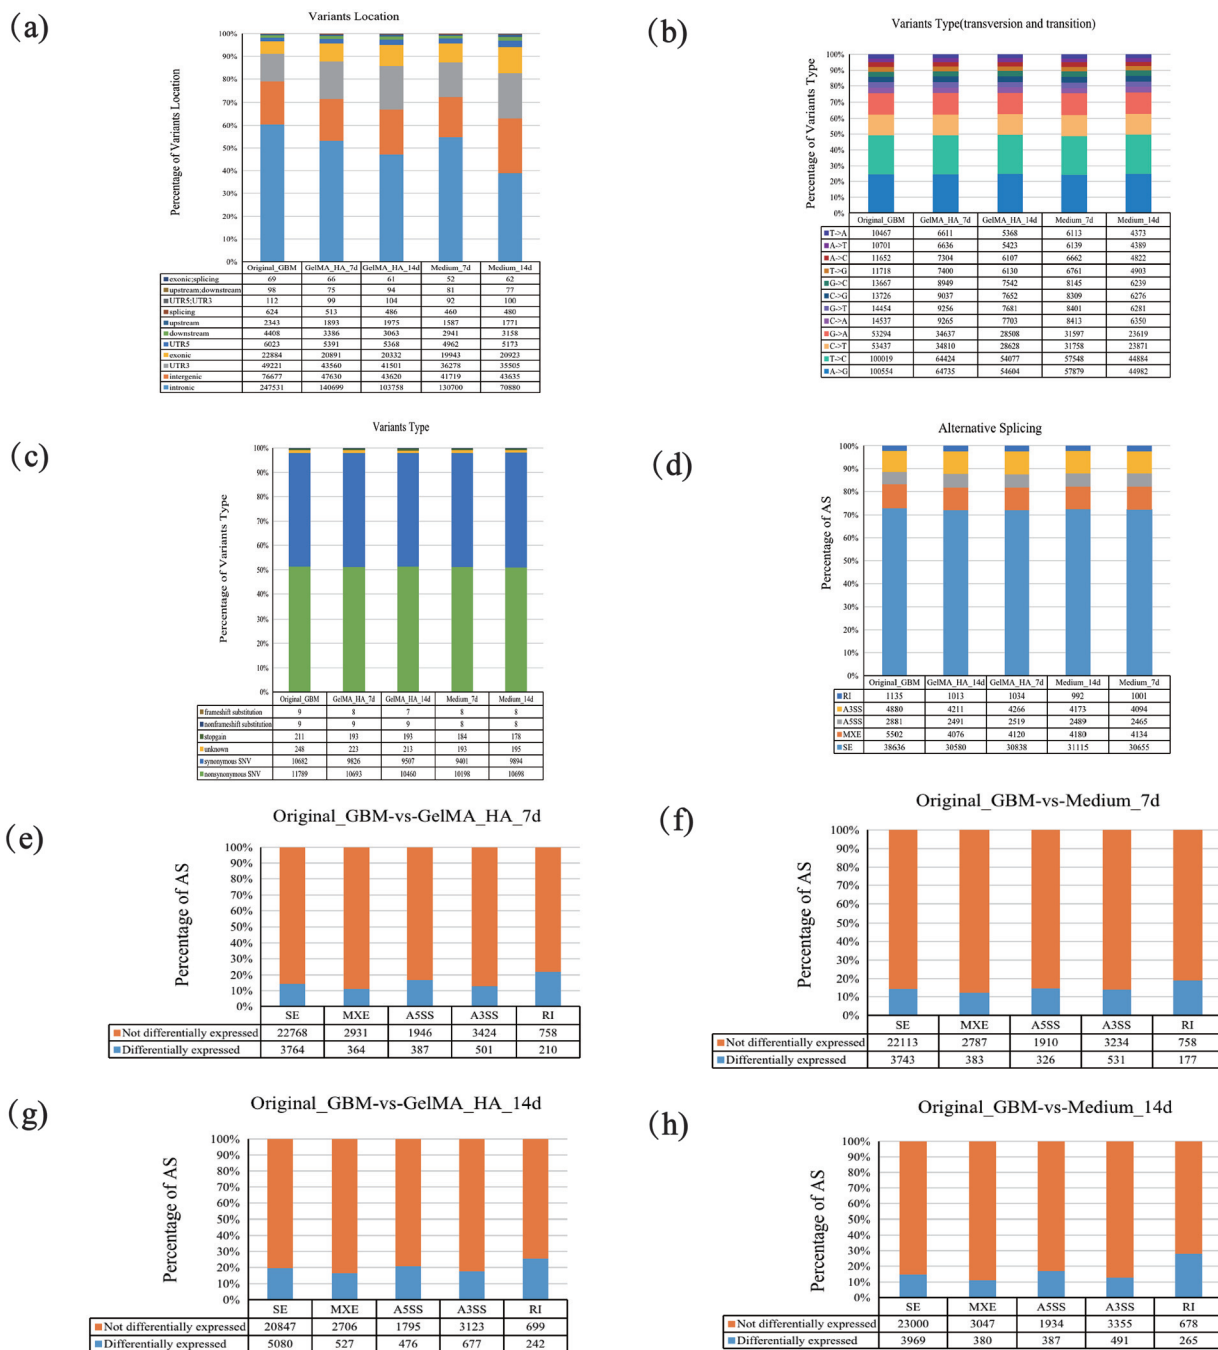 (a)
Variants Location
Percentage of Variants Location
100%
90%
80%
70%
60%
50%
40%
30%
20%
10%
0%
Original_GBM GelMA_HA_7d GelMA_HA_14d Medium_7d Medium_14d
exonic;splicing 69 66 61 52 62
upstream;downstream 98 75 94 81 77
UTR5;UTR3 112 99 104 92 100
splicing 624 513 486 460 480
upstream 2343 1893 1975 1587 1771
downstream 4408 3386 3063 2941 3158
UTR5 6023 5391 5368 4962 5173
exonic 22884 20891 20332 19943 20923
UTR3 49221 43560 41501 36278 35505
intergenic 76677 47630 43620 41719 43635
intronic 247531 140699 103758 130700 70880
(b)
Variants Type(transversion and transition)
Percentage of Variants Type
100%
90%
80%
70%
60%
50%
40%
30%
20%
10%
0%
Original_GBM GelMA_HA_7d GelMA_HA_14d Medium_7d Medium_14d
T->A 10467 6611 5368 6113 4373
A->T 10701 6636 5423 6139 4389
A->C 11652 7304 6107 6662 4822
T->G 11718 7400 6130 6761 4903
G->C 13667 8949 7542 8145 6239
C->G 13726 9037 7652 8309 6276
G->T 14454 9256 7681 8401 6281
C->A 14537 9265 7703 8413 6350
G->A 53294 34637 28508 31597 23619
C->T 53437 34810 28628 31758 23871
T->C 100019 64424 54077 57548 44884
A->G 100554 64735 54604 57879 44982
(c)
Variants Type
Percentage of Variants Type
100%
90%
80%
70%
60%
50%
40%
30%
20%
10%
0%
Original_GBM GelMA_HA_7d GelMA_HA_14d Medium_7d Medium_14d
frameshift substitution 9 8 7 8 8
nonframeshift substitution 9 9 9 8 8
stopgain 211 193 193 184 178
unknown 248 223 213 193 195
synonymous SNV 10682 9826 9507 9401 9894
nonsynonymous SNV 11789 10693 10460 10198 10698
(d)
Alternative Splicing
Percentage of AS
100%
90%
80%
70%
60%
50%
40%
30%
20%
10%
0%
Original_GBM GelMA_HA_14d GelMA_HA_7d Medium_14d Medium_7d
RI 1135 1013 1034 992 1001
A3SS 4880 4211 4266 4173 4094
A5SS 2881 2491 2519 2489 2465
MXE 5502 4076 4120 4180 4134
SE 38636 30580 30838 31115 30655
(e)
Original_GBM-vs-GelMA_HA_7d
Percentage of AS
100%
90%
80%
70%
60%
50%
40%
30%
20%
10%
0%
SE MXE A5SS A3SS RI
Not differentially expressed 22768 2931 1946 3424 758
Differentially expressed 3764 364 387 501 210
(f)
Original_GBM-vs-Medium_7d
Percentage of AS
100%
90%
80%
70%
60%
50%
40%
30%
20%
10%
0%
SE MXE A5SS A3SS RI
Not differentially expressed 22113 2787 1910 3234 758
Differentially expressed 3743 383 326 531 177
(g)
Original_GBM-vs-GelMA_HA_14d
Percentage of AS
100%
90%
80%
70%
60%
50%
40%
30%
20%
10%
0%
SE MXE A5SS A3SS RI
Not differentially expressed 20847 2706 1795 3123 699
Differentially expressed 5080 527 476 677 242
(h)
Original_GBM-vs-Medium_14d
Percentage of AS
100%
90%
80%
70%
60%
50%
40%
30%
20%
10%
0%
SE MXE A5SS A3SS RI
Not differentially expressed 23000 3047 1934 3355 678
Differentially expressed 3969 380 387 491 265